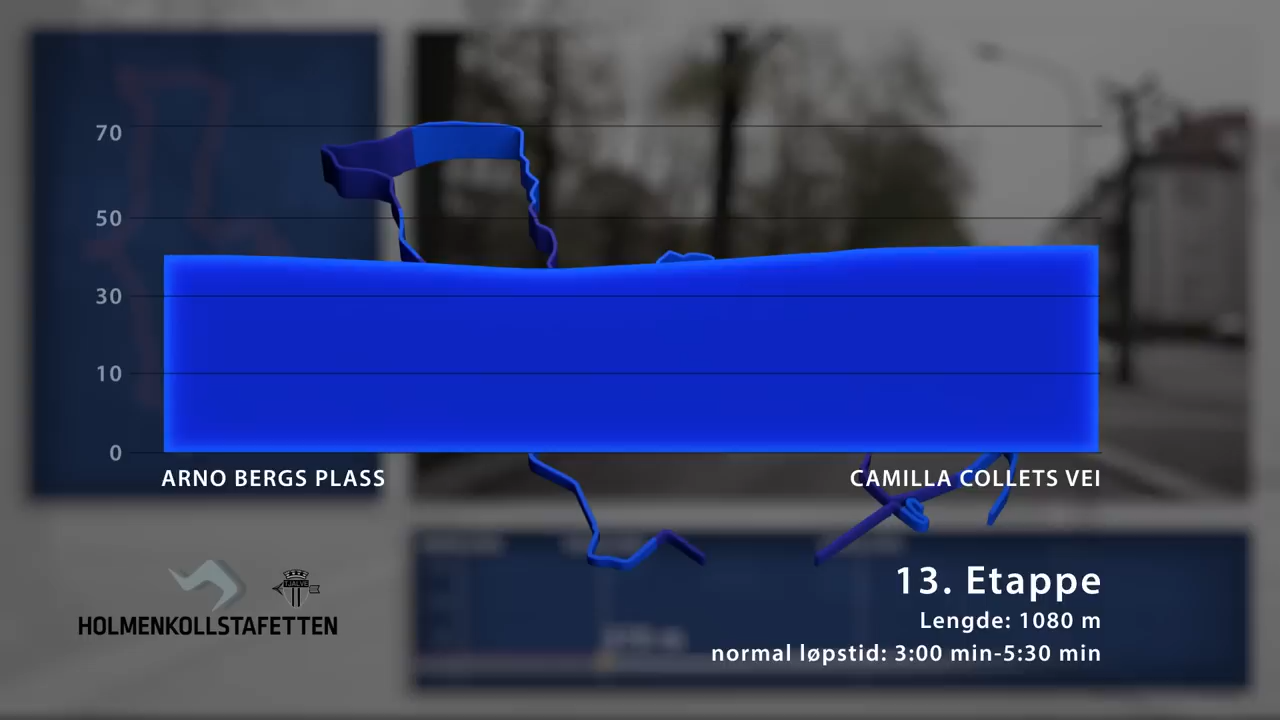 70
50
30
10
0
ARNO BERGS PLASS
CAMILLA COLLETS VEI
TJALVE
HOLMENKOLLSTAFETTEN
13. Etappe
Lengde: 1080 m
normal løpstid: 3:00 min-5:30 min